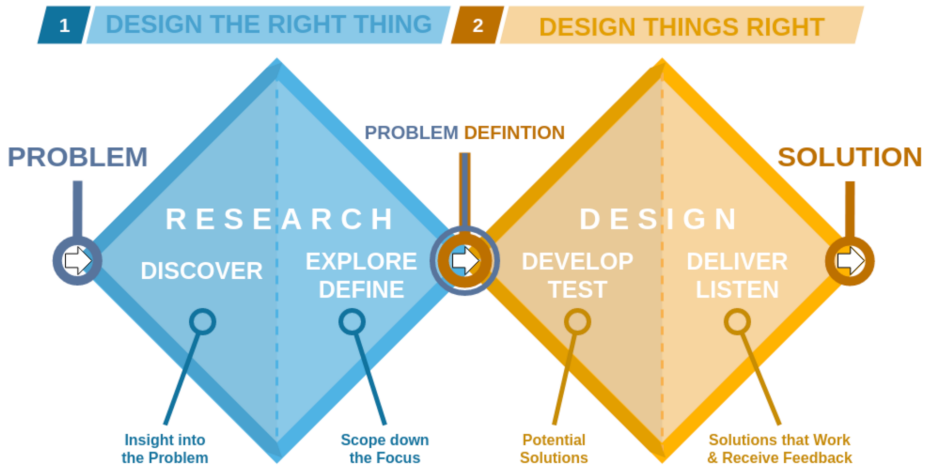 1 DESIGN THE RIGHT THING
2 DESIGN THINGS RIGHT
PROBLEM
PROBLEM DEFINTION
SOLUTION
RESEARCH
DISCOVER
EXPLORE
DEFINE
DESIGN
DEVELOP
TEST
DELIVER
LISTEN
Insight into
the Problem
Scope down
the Focus
Potential
Solutions
Solutions that Work
& Receive Feedback